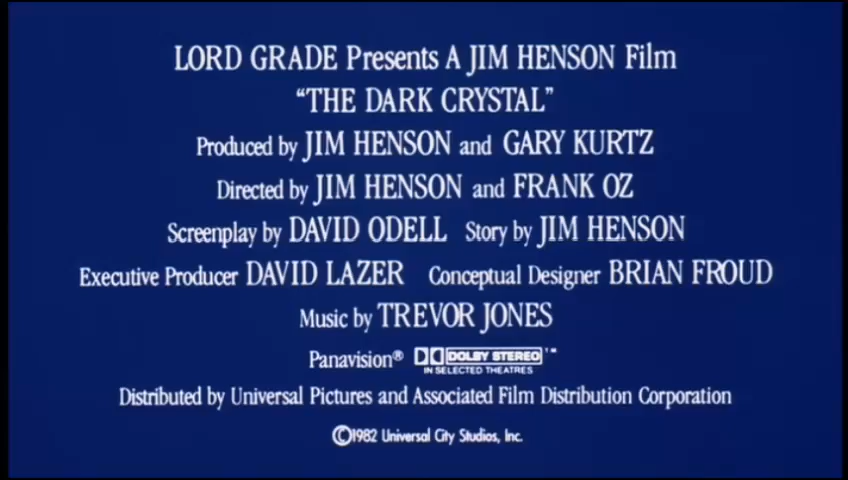 LORD GRADE Presents A JIM HENSON Film
"THE DARK CRYSTAL"
Produced by JIM HENSON and GARY KURTZ
Directed by JIM HENSON and FRANK OZ
Screenplay by DAVID ODELL Story by JIM HENSON
Executive Producer DAVID LAZER Conceptual Designer BRIAN FROUD
Music by TREVOR JONES
Panavision® DOLBY STEREO ™
IN SELECTED THEATRES
Distributed by Universal Pictures and Associated Film Distribution Corporation
©1982 Universal City Studios, Inc.